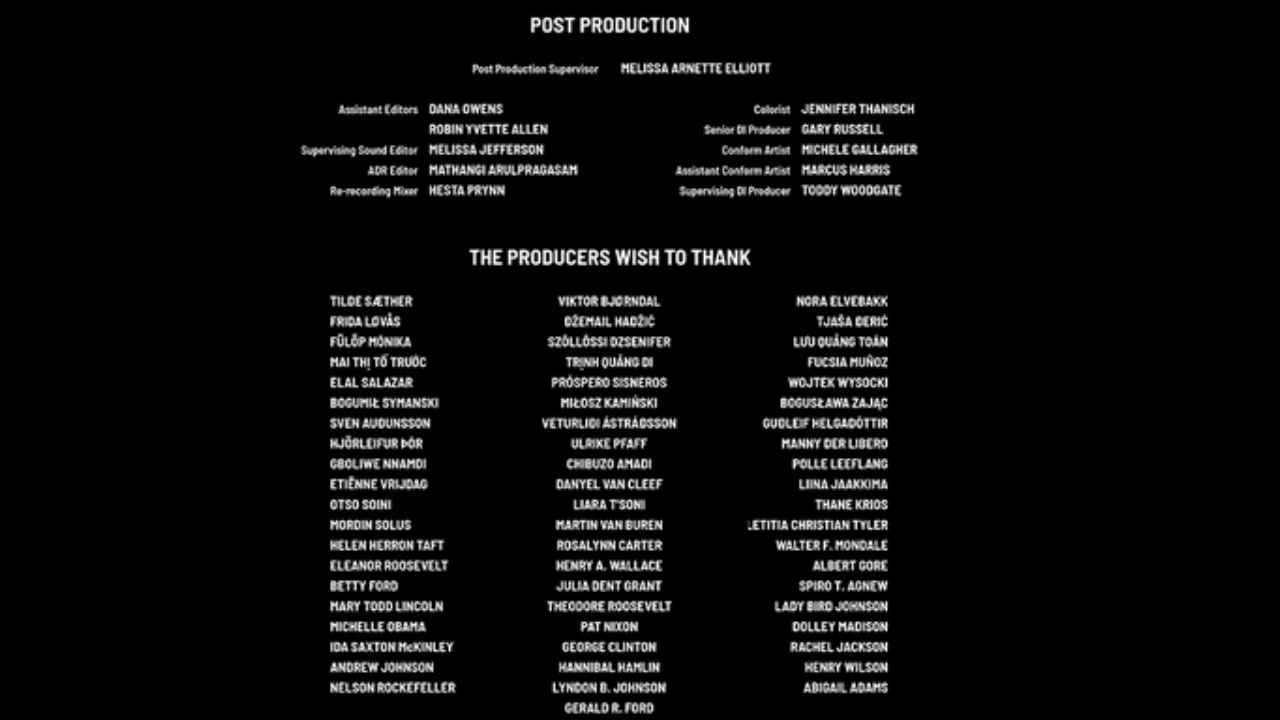 POST PRODUCTION
Post Production Supervisor MELISSA ARNETTE ELLIOTT
Assistant Editors DANA OWENS
ROBIN YVETTE ALLEN
Supervising Sound Editor MELISSA JEFFERSON
ADR Editor MATHANGI ARULPRAGASAM
Re-recording Mixer HESTA PRYNN
Colorist JENNIFER THANISCH
Senior DI Producer GARY RUSSELL
Conform Artist MICHELE GALLAGHER
Assistant Conform Artist MARCUS HARRIS
Supervising DI Producer TODDY WOODGATE
THE PRODUCERS WISH TO THANK
TILDE SÆTHER
FRIDA LØVÅS
FÜLÖP MÓNIKA
MAI THỊ TỐ TRƯỚC
ELAL SALAZAR
BOGUMIŁ SYMANSKI
SVEN AUDUNSSON
HJÖRLEIFUR ÞÓR
GBOLIWE NNAMDI
ETIËNNE VRIJDAG
OTSO SOINI
MORDIN SOLUS
HELEN HERRON TAFT
ELEANOR ROOSEVELT
BETTY FORD
MARY TODD LINCOLN
MICHELLE OBAMA
IDA SAXTON McKINLEY
ANDREW JOHNSON
NELSON ROCKEFELLER
VIKTOR BJØRNDAL
DŽEMAIL HADŽIĆ
SZÖLLÖSSI DZSENIFER
TRỊNH QUẢNG DI
PRÓSPERO SISNEROS
MIŁOSZ KAMIŃSKI
VETURLIÐI ÁSTRÁÐSSON
ULRIKE PFAFF
CHIBUZO AMADI
DANYEL VAN CLEEF
LIARA T'SONI
MARTIN VAN BUREN
ROSALYNN CARTER
HENRY A. WALLACE
JULIA DENT GRANT
THEODORE ROOSEVELT
PAT NIXON
GEORGE CLINTON
HANNIBAL HAMLIN
LYNDON B. JOHNSON
GERALD R. FORD
NORA ELVEBAKK
TJAŠA ĐERIĆ
LƯU QUẢNG TOÀN
FUCSIA MUÑOZ
WOJTEK WYSOCKI
BOGUSŁAWA ZAJĄC
GUÐLEIF HELGADÓTTIR
MANNY DER LIBERO
POLLE LEEFLANG
LIINA JAAKKIMA
THANE KRIOS
LETITIA CHRISTIAN TYLER
WALTER F. MONDALE
ALBERT GORE
SPIRO T. AGNEW
LADY BIRD JOHNSON
DOLLEY MADISON
RACHEL JACKSON
HENRY WILSON
ABIGAIL ADAMS